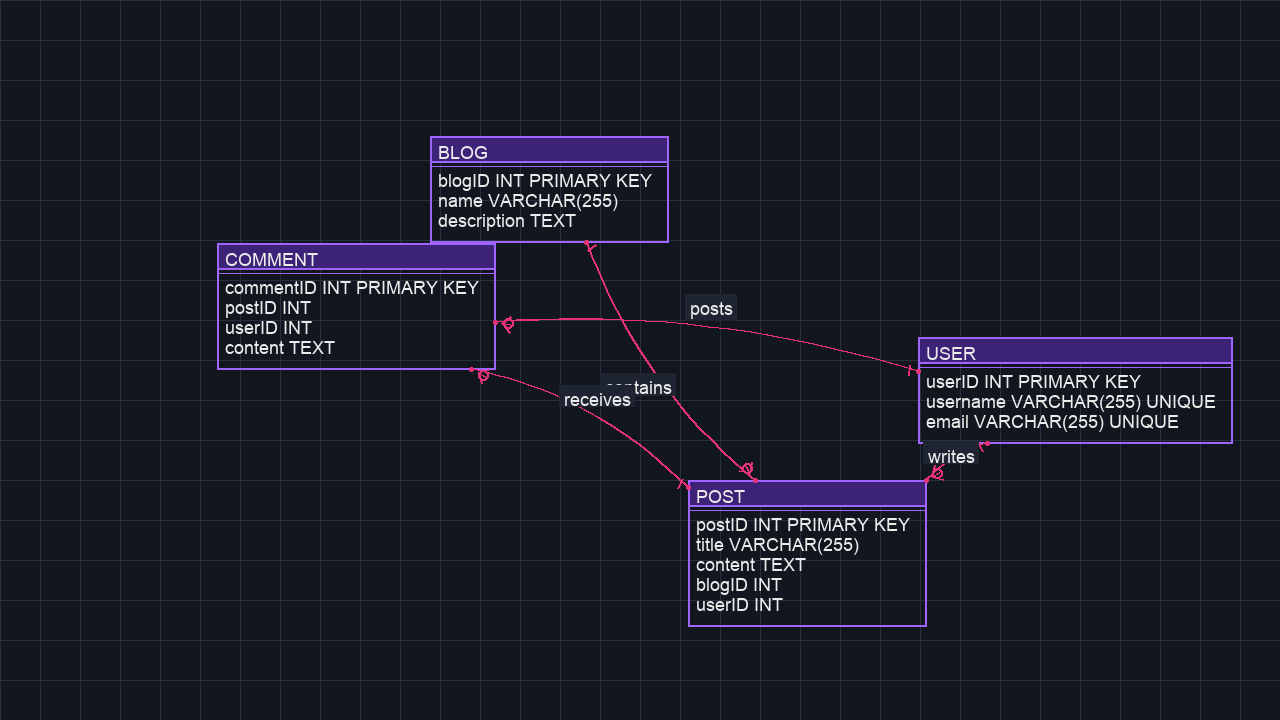 BLOG
blogID INT PRIMARY KEY
name VARCHAR(255)
description TEXT
COMMENT
commentID INT PRIMARY KEY
postID INT
userID INT
content TEXT
posts
USER
userID INT PRIMARY KEY
username VARCHAR(255) UNIQUE
email VARCHAR(255) UNIQUE
contains
receives
writes
POST
postID INT PRIMARY KEY
title VARCHAR(255)
content TEXT
blogID INT
userID INT